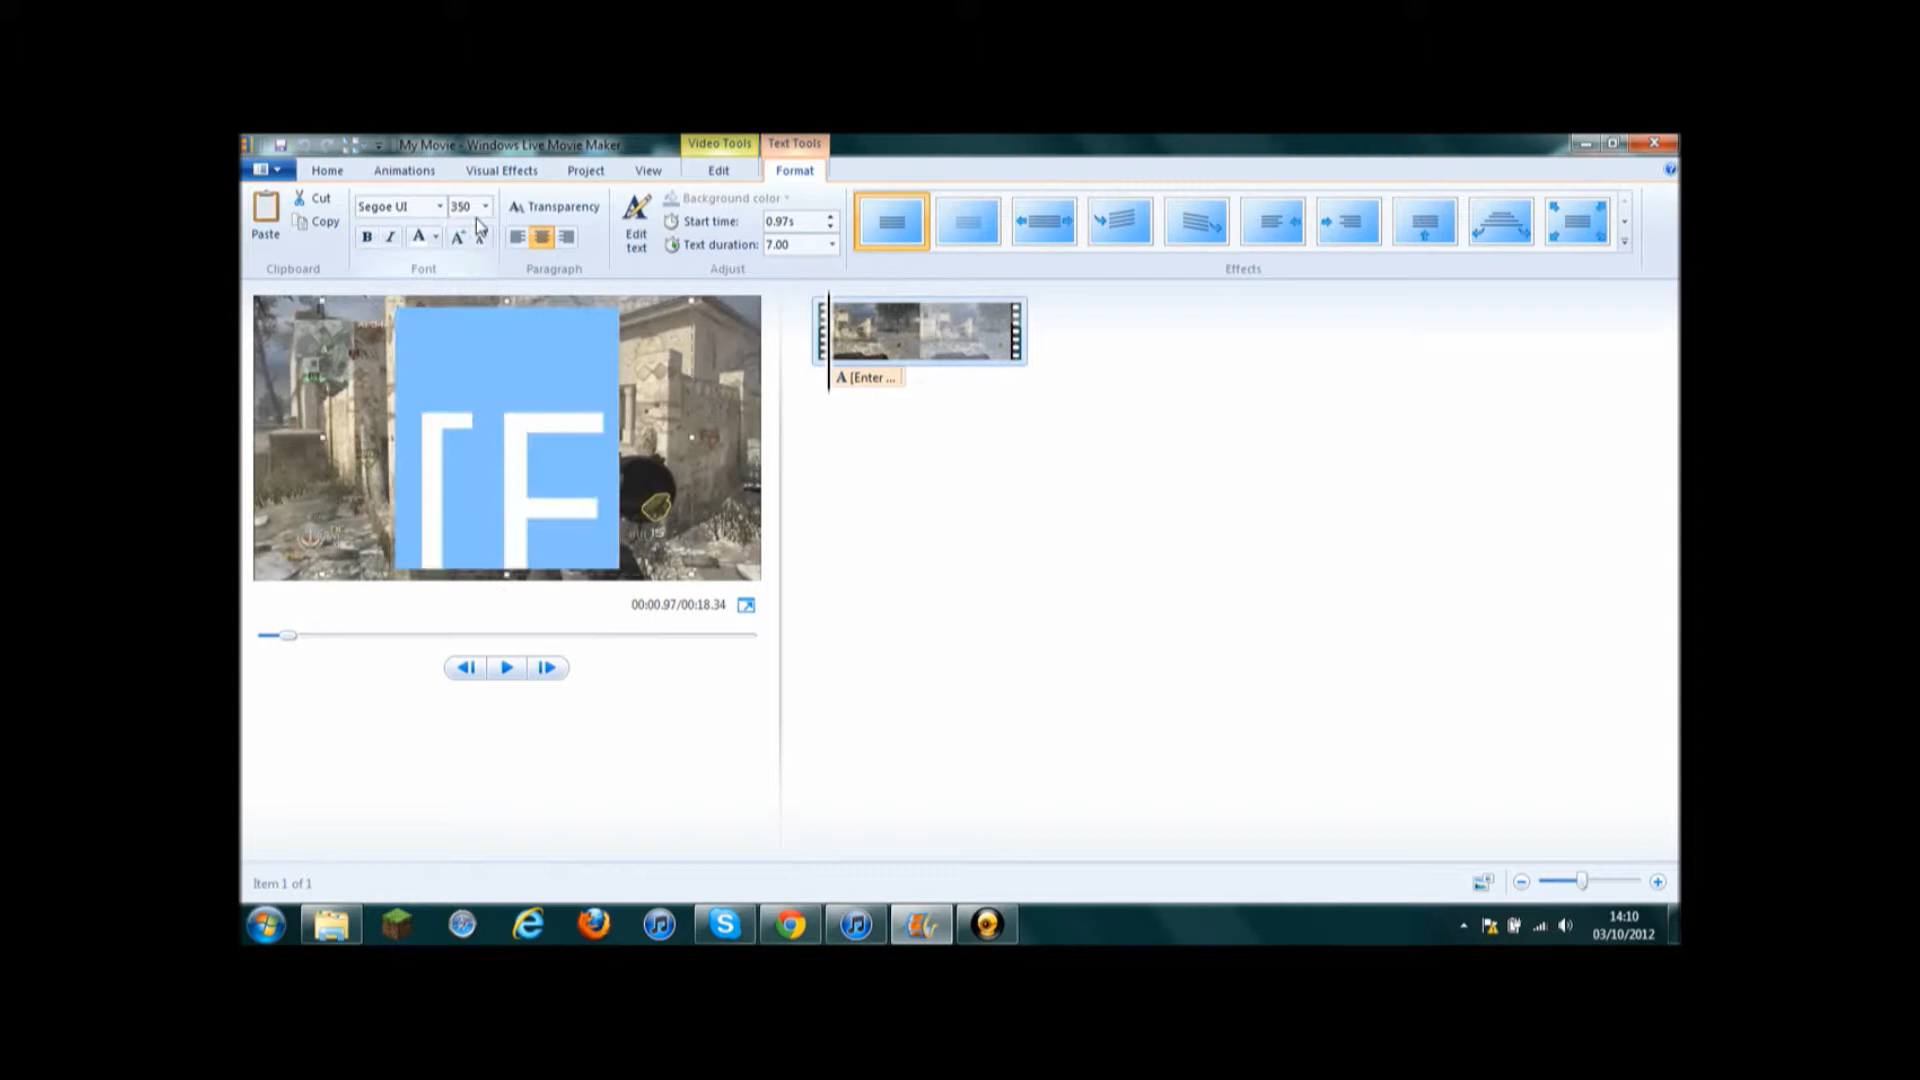 My Movie - Windows Live Movie Maker
Video Tools
Text Tools
Home
Animations
Visual Effects
Project
View
Edit
Format
Paste
Cut
Copy
Clipboard
Segoe UI
350
B I A A A
Font
Transparency
Paragraph
Edit text
Background color
Start time: 0.97s
Text duration: 7.00
Adjust
Effects
[E
15
A [Enter ...
00:00.97/00:18.34
Item 1 of 1
14:10
03/10/2012